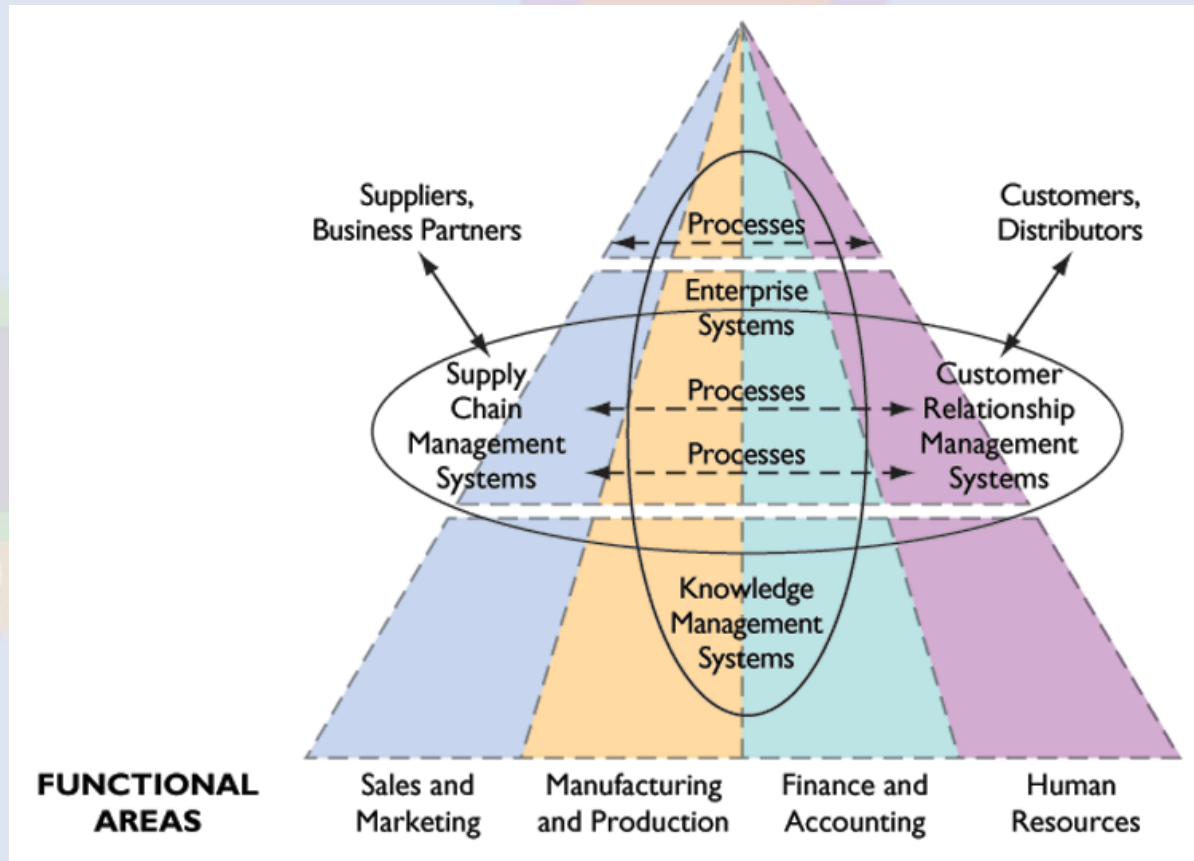 Suppliers,
Business Partners
Customers,
Distributors
Processes
Enterprise
Systems
Supply
Chain
Management
Systems
Processes
Processes
Customer
Relationship
Management
Systems
Knowledge
Management
Systems
FUNCTIONAL
AREAS
Sales and
Marketing
Manufacturing
and Production
Finance and
Accounting
Human
Resources